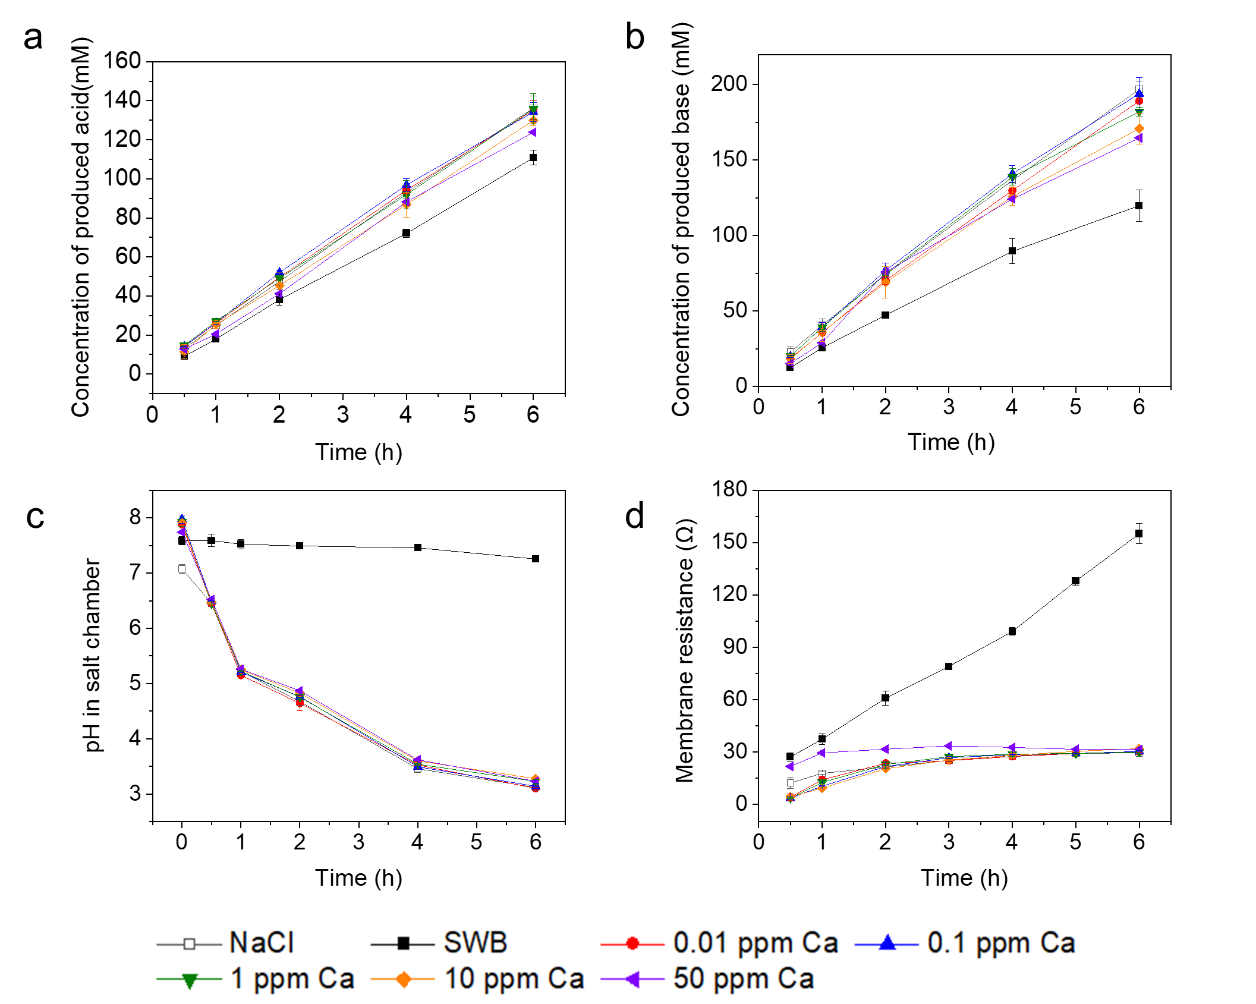 a
Concentration of produced acid(mM)
160
140
120
100
80
60
40
20
0
0 1 2 3 4 5 6
Time (h)
b
Concentration of produced base (mM)
200
150
100
50
0
0 1 2 3 4 5 6
Time (h)
c
pH in salt chamber
8
7
6
5
4
3
0 1 2 3 4 5 6
Time (h)
d
Membrane resistance (Ω)
180
150
120
90
60
30
0
0 1 2 3 4 5 6
Time (h)
NaCl SWB 0.01 ppm Ca 0.1 ppm Ca
1 ppm Ca 10 ppm Ca 50 ppm Ca